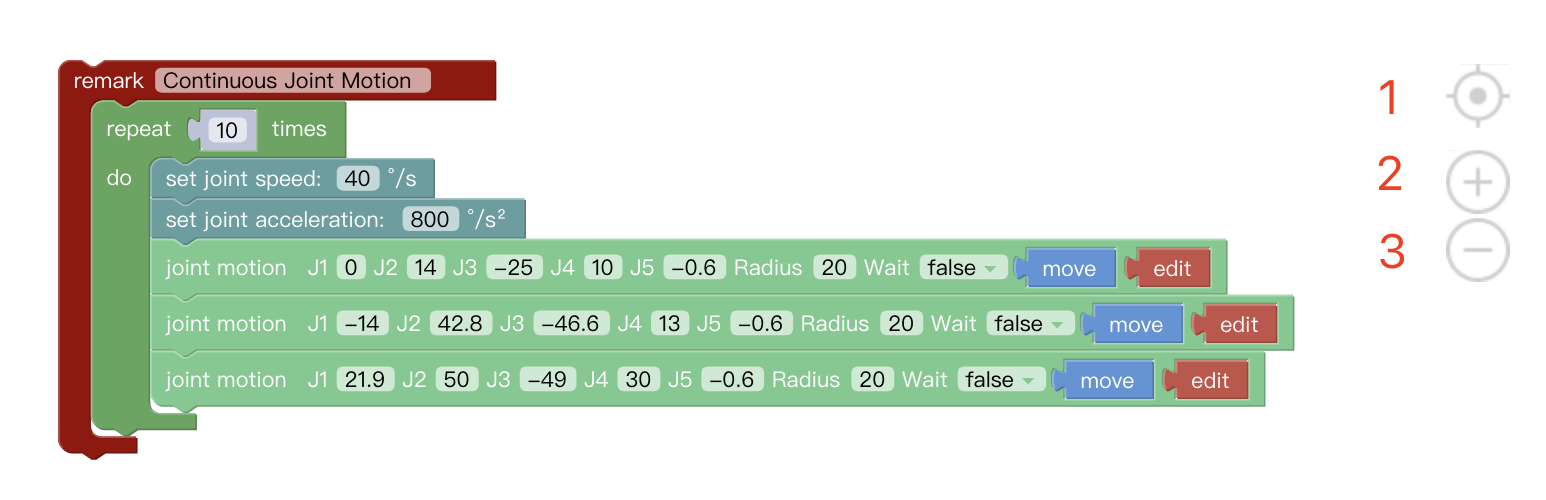 remark Continuous Joint Motion
repeat 10 times
do set joint speed: 40 °/s
set joint acceleration: 800 °/s²
joint motion J1 0 J2 14 J3 −25 J4 10 J5 −0.6 Radius 20 Wait false move edit
joint motion J1 −14 J2 42.8 J3 −46.6 J4 13 J5 −0.6 Radius 20 Wait false move edit
joint motion J1 21.9 J2 50 J3 −49 J4 30 J5 −0.6 Radius 20 Wait false move edit
1
2
3